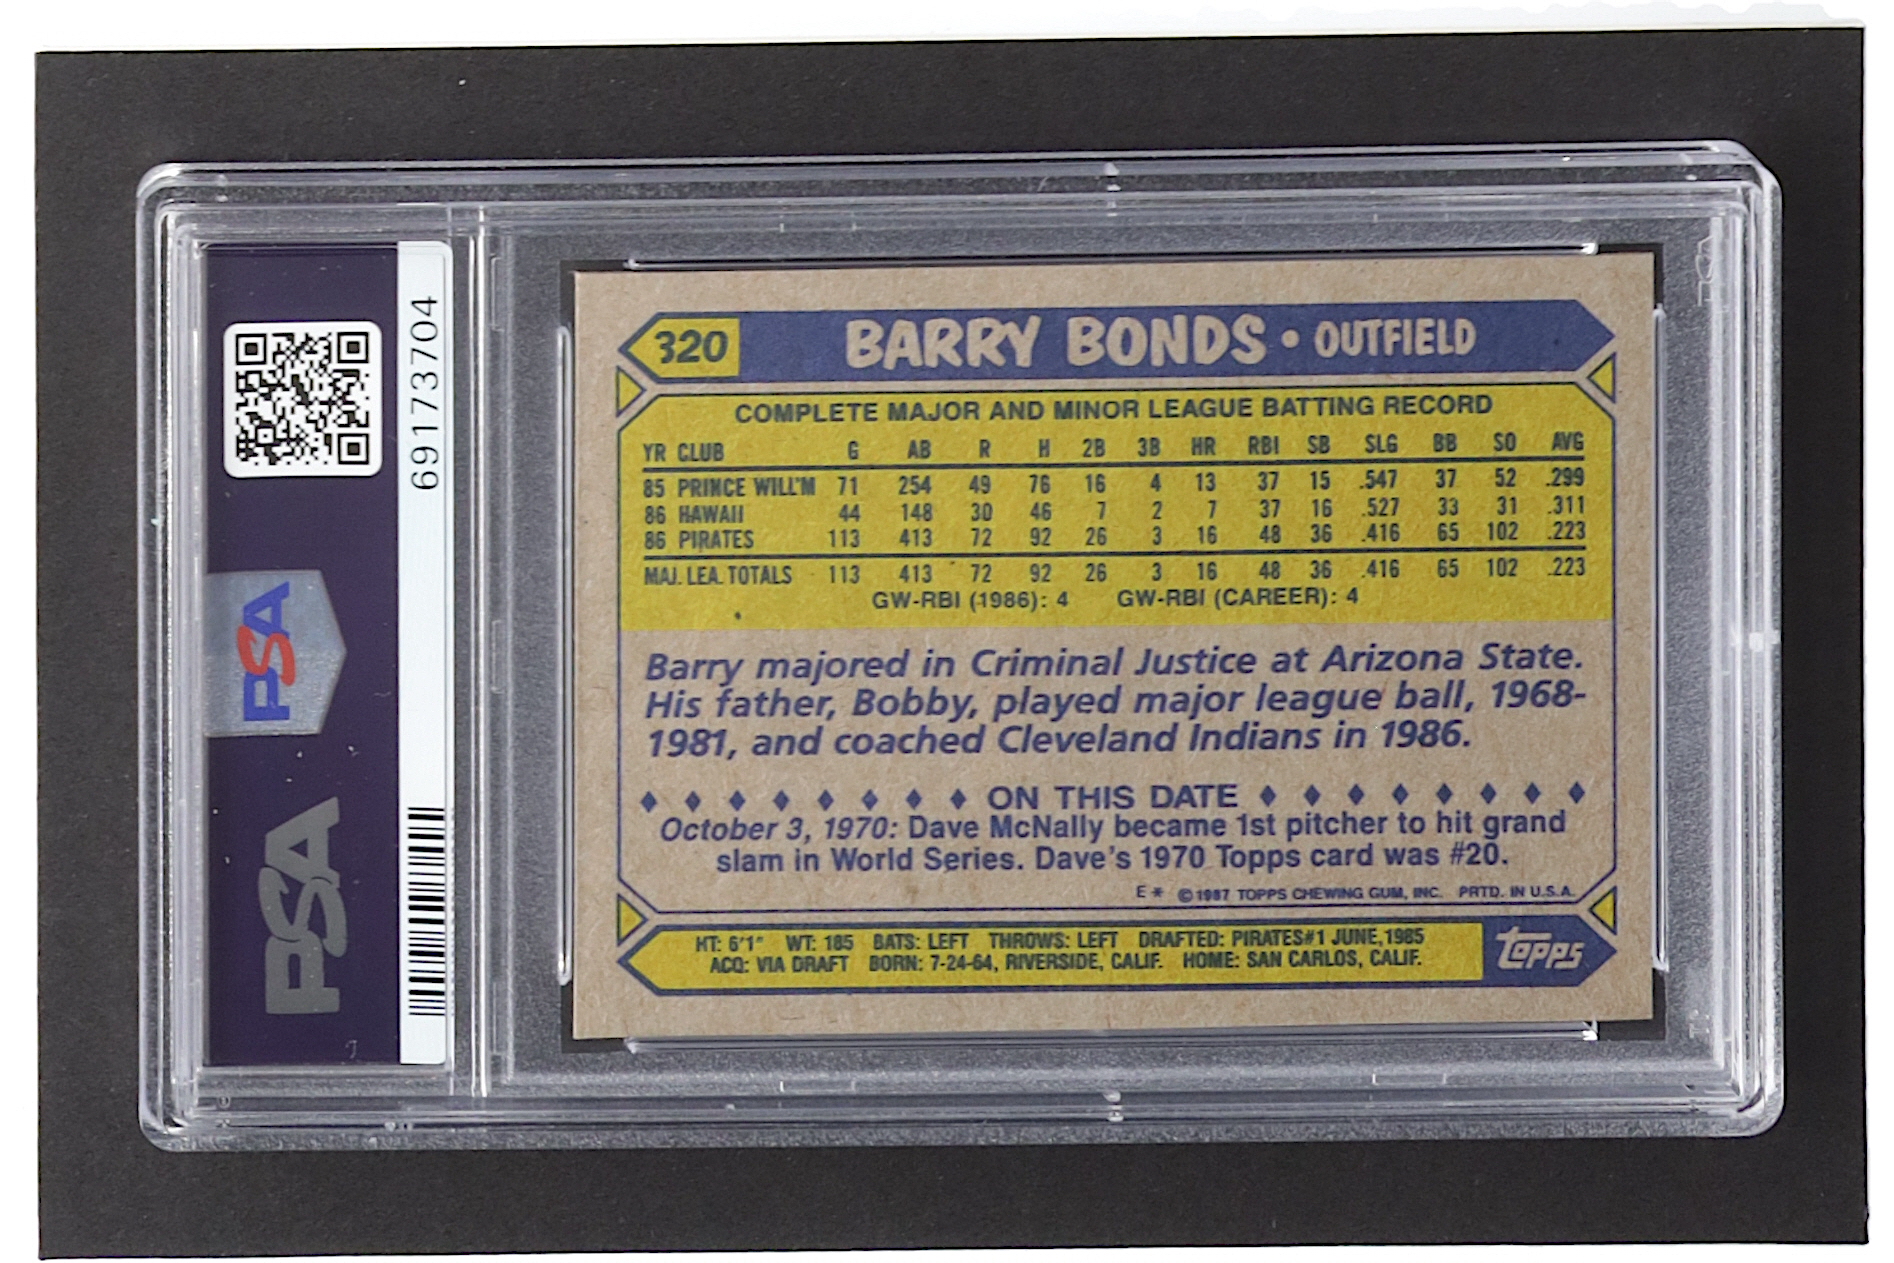 69173704
PSA
PSA
320 BARRY BONDS • OUTFIELD
COMPLETE MAJOR AND MINOR LEAGUE BATTING RECORD
YR CLUB G AB R H 2B 3B HR RBI SB SLG BB SO AVG
85 PRINCE WILL'M 71 254 49 76 16 4 13 37 15 .547 37 52 .299
86 HAWAII 44 148 30 46 7 2 7 37 16 .527 33 31 .311
86 PIRATES 113 413 72 92 26 3 16 48 36 .416 65 102 .223
MAJ. LEA. TOTALS 113 413 72 92 26 3 16 48 36 .416 65 102 .223
GW-RBI (1986): 4 GW-RBI (CAREER): 4
Barry majored in Criminal Justice at Arizona State.
His father, Bobby, played major league ball, 1968-
1981, and coached Cleveland Indians in 1986.
ON THIS DATE
October 3, 1970: Dave McNally became 1st pitcher to hit grand
slam in World Series. Dave's 1970 Topps card was #20.
E* ©1987 TOPPS CHEWING GUM, INC. PRTD. IN U.S.A.
HT: 6'1" WT: 185 BATS: LEFT THROWS: LEFT DRAFTED: PIRATES#1 JUNE, 1985
ACQ: VIA DRAFT BORN: 7-24-64, RIVERSIDE, CALIF. HOME: SAN CARLOS, CALIF.
topps